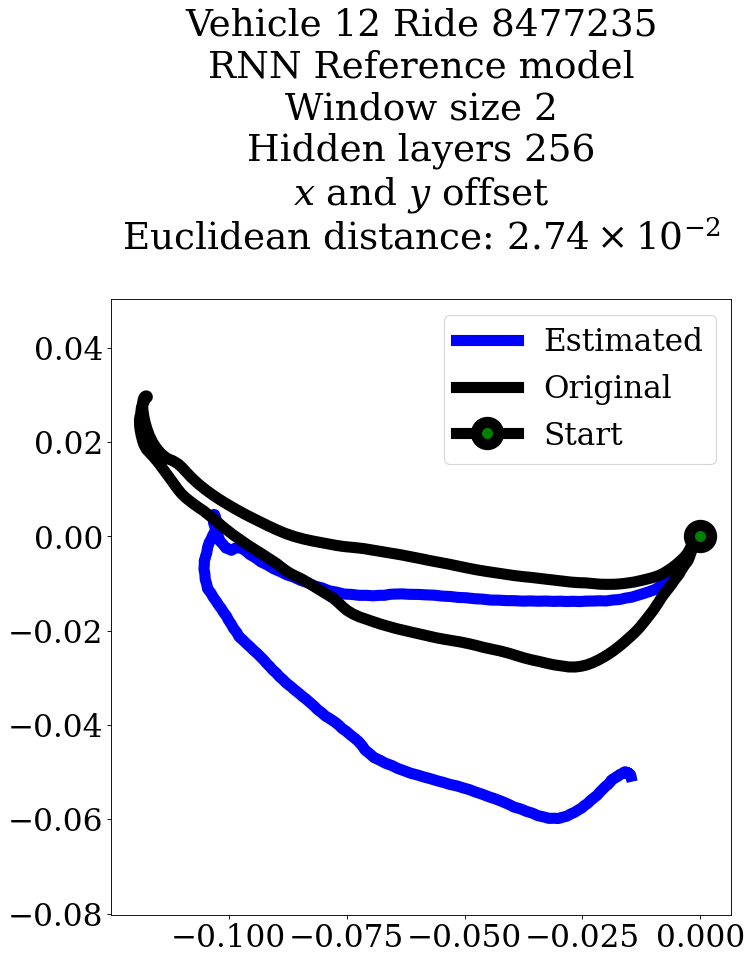 Vehicle 12 Ride 8477235
RNN Reference model
Window size 2
Hidden layers 256
x and y offset
Euclidean distance: 2.74 × 10⁻²
Estimated
Original
Start
0.04
0.02
0.00
−0.02
−0.04
−0.06
−0.08
−0.100 −0.075 −0.050 −0.025 0.000